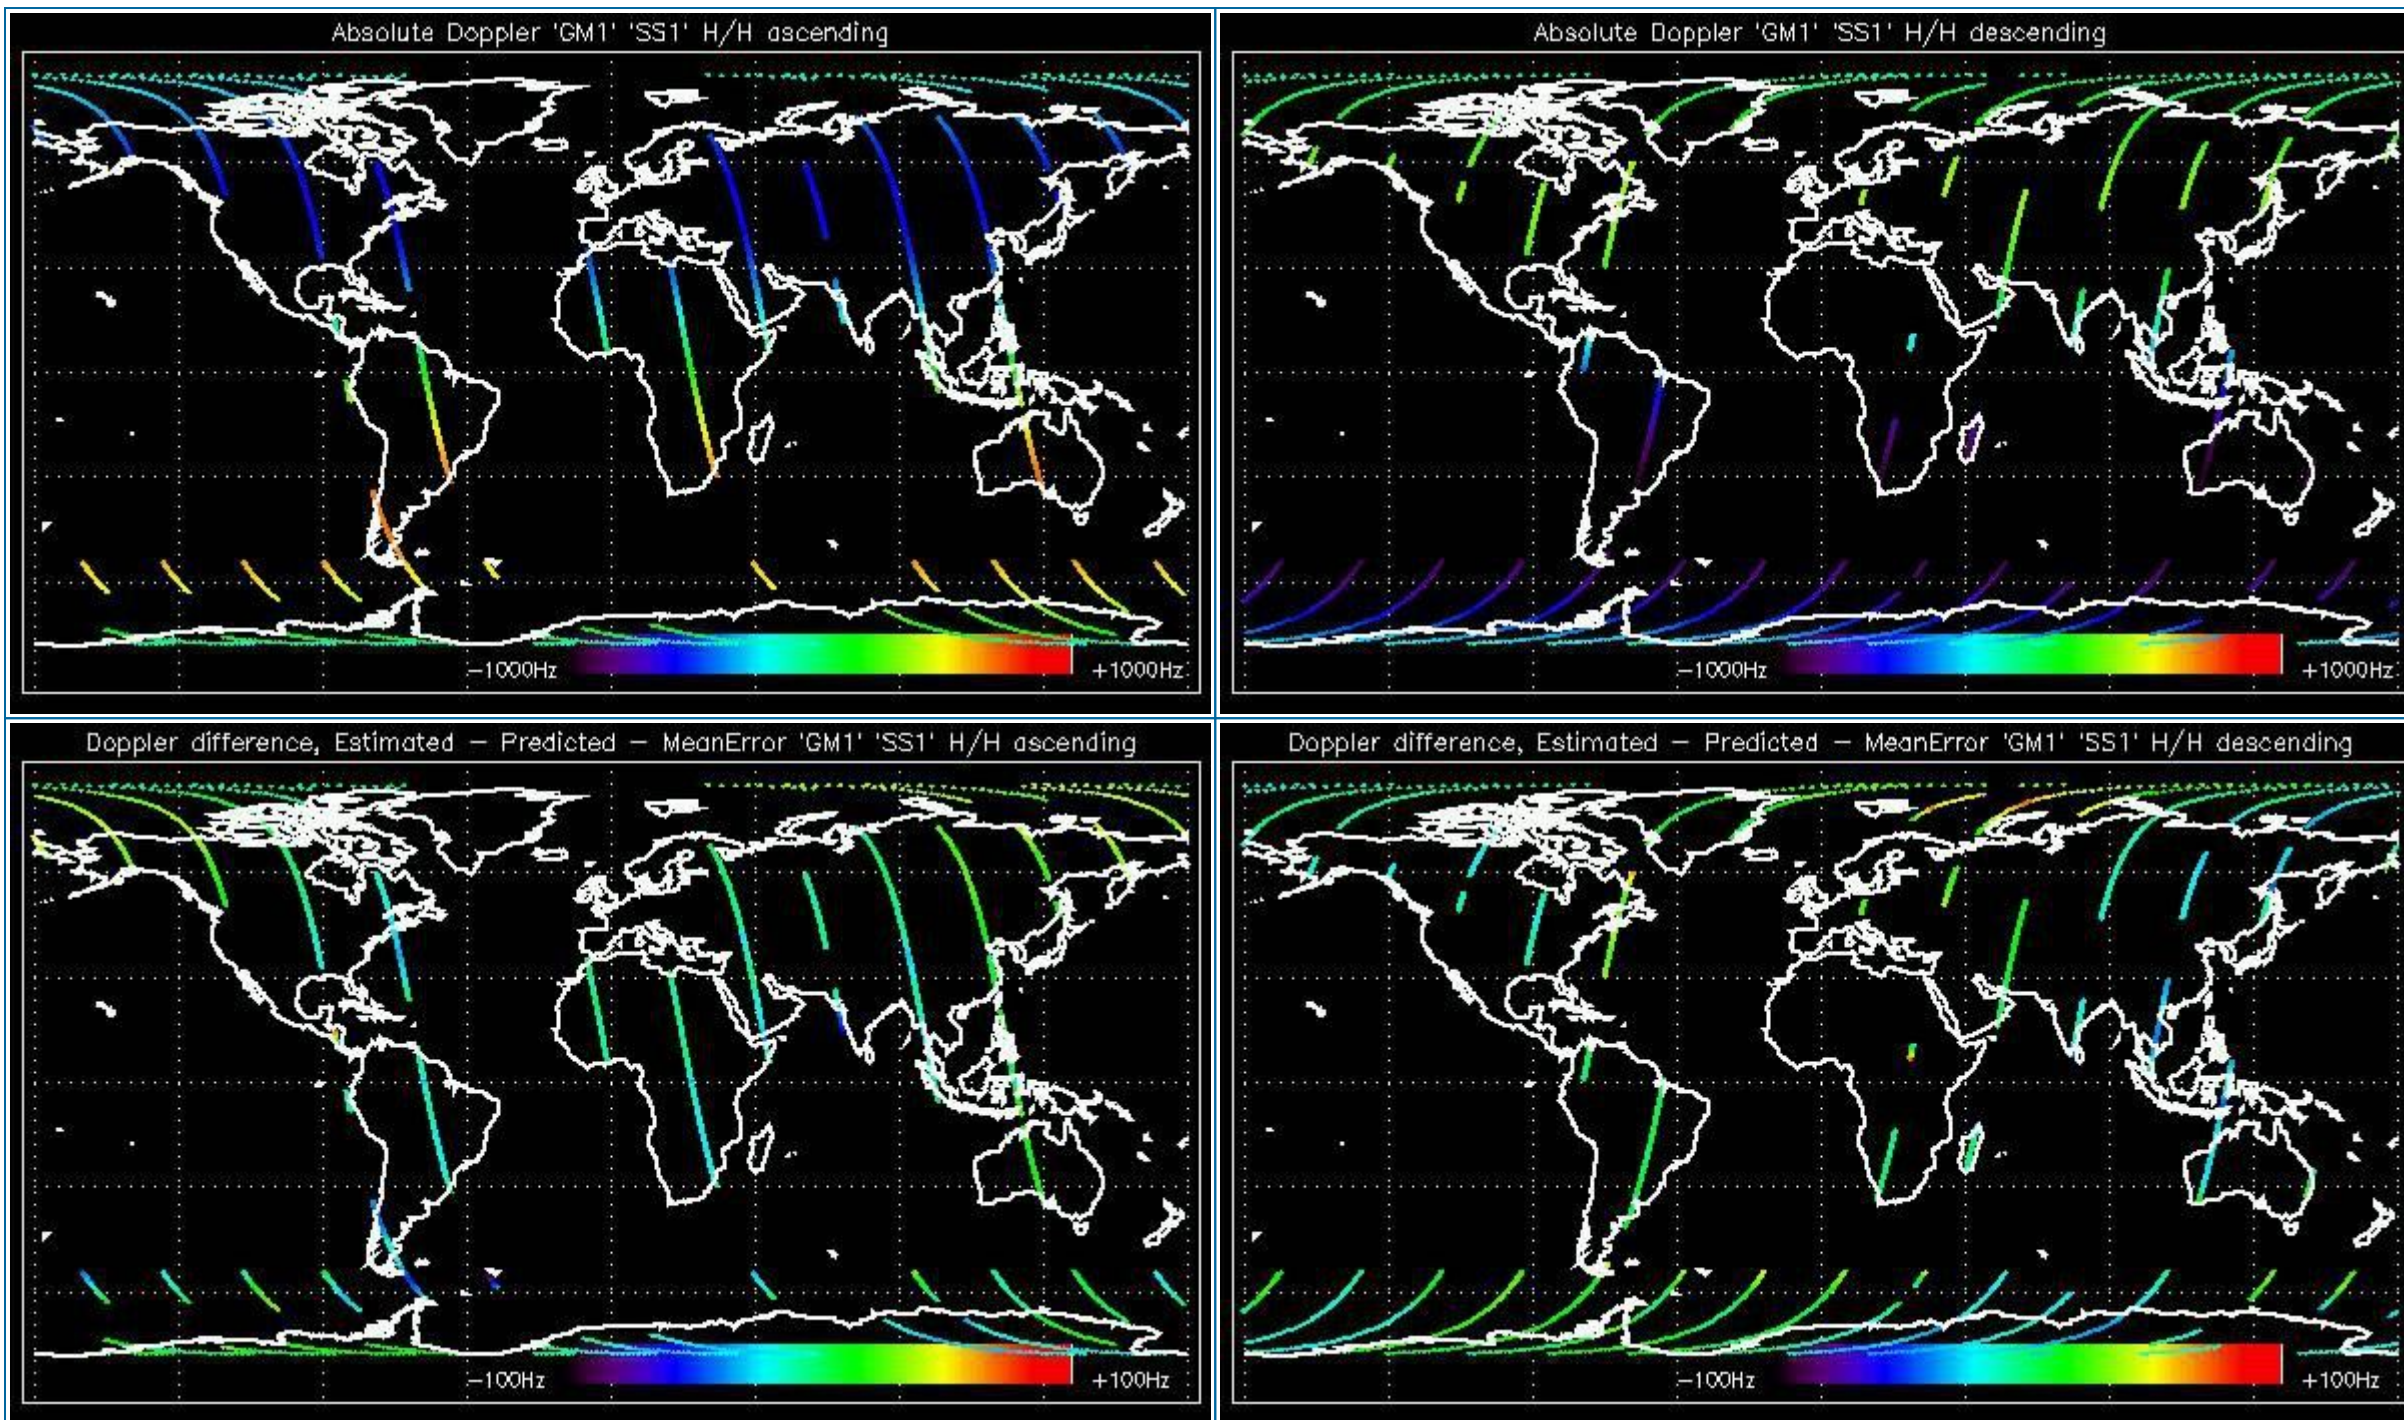 Absolute Doppler 'GM1' 'SS1' H/H ascending
−1000Hz
+1000Hz
Absolute Doppler 'GM1' 'SS1' H/H descending
−1000Hz
+1000Hz
Doppler difference, Estimated − Predicted − MeanError 'GM1' 'SS1' H/H ascending
−100Hz
+100Hz
Doppler difference, Estimated − Predicted − MeanError 'GM1' 'SS1' H/H descending
−100Hz
+100Hz